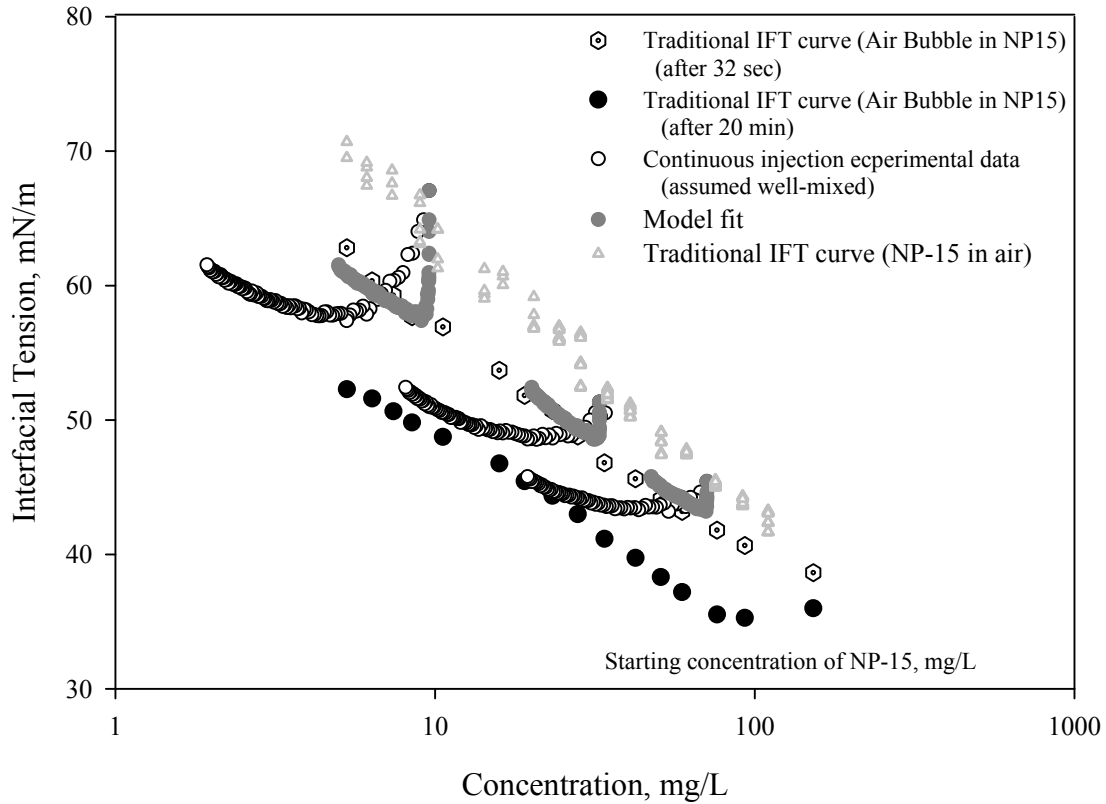 80
70
60
50
40
30
Interfacial Tension, mN/m
Traditional IFT curve (Air Bubble in NP15)
(after 32 sec)
Traditional IFT curve (Air Bubble in NP15)
(after 20 min)
Continuous injection ecperimental data
(assumed well-mixed)
Model fit
Traditional IFT curve (NP-15 in air)
Starting concentration of NP-15, mg/L
1
10
100
1000
Concentration, mg/L